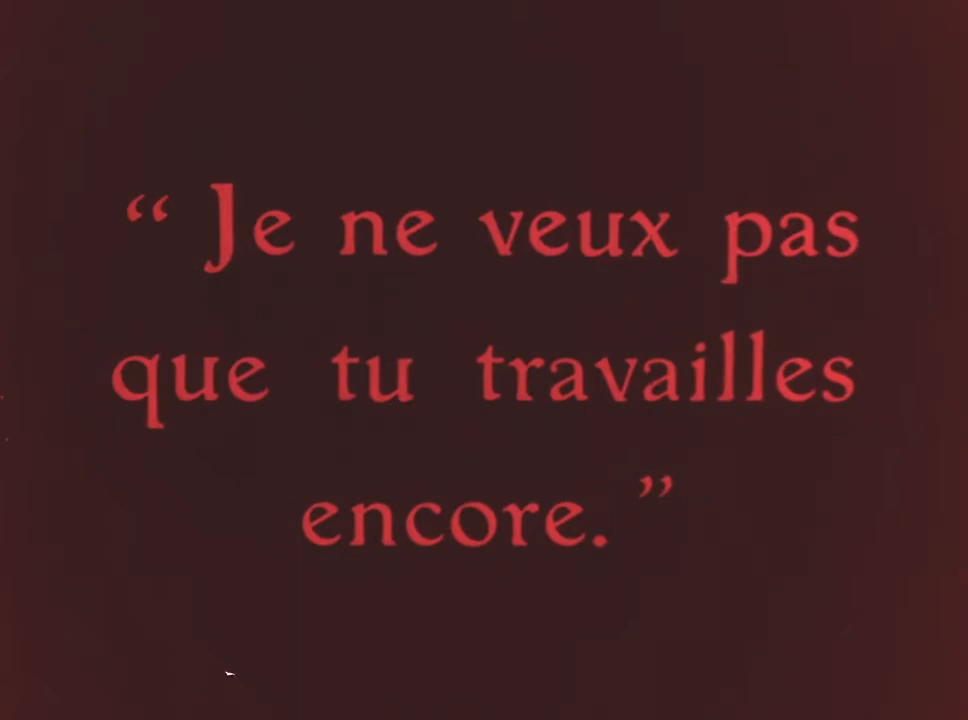 “ Je ne veux pas
que tu travailles
encore. ”